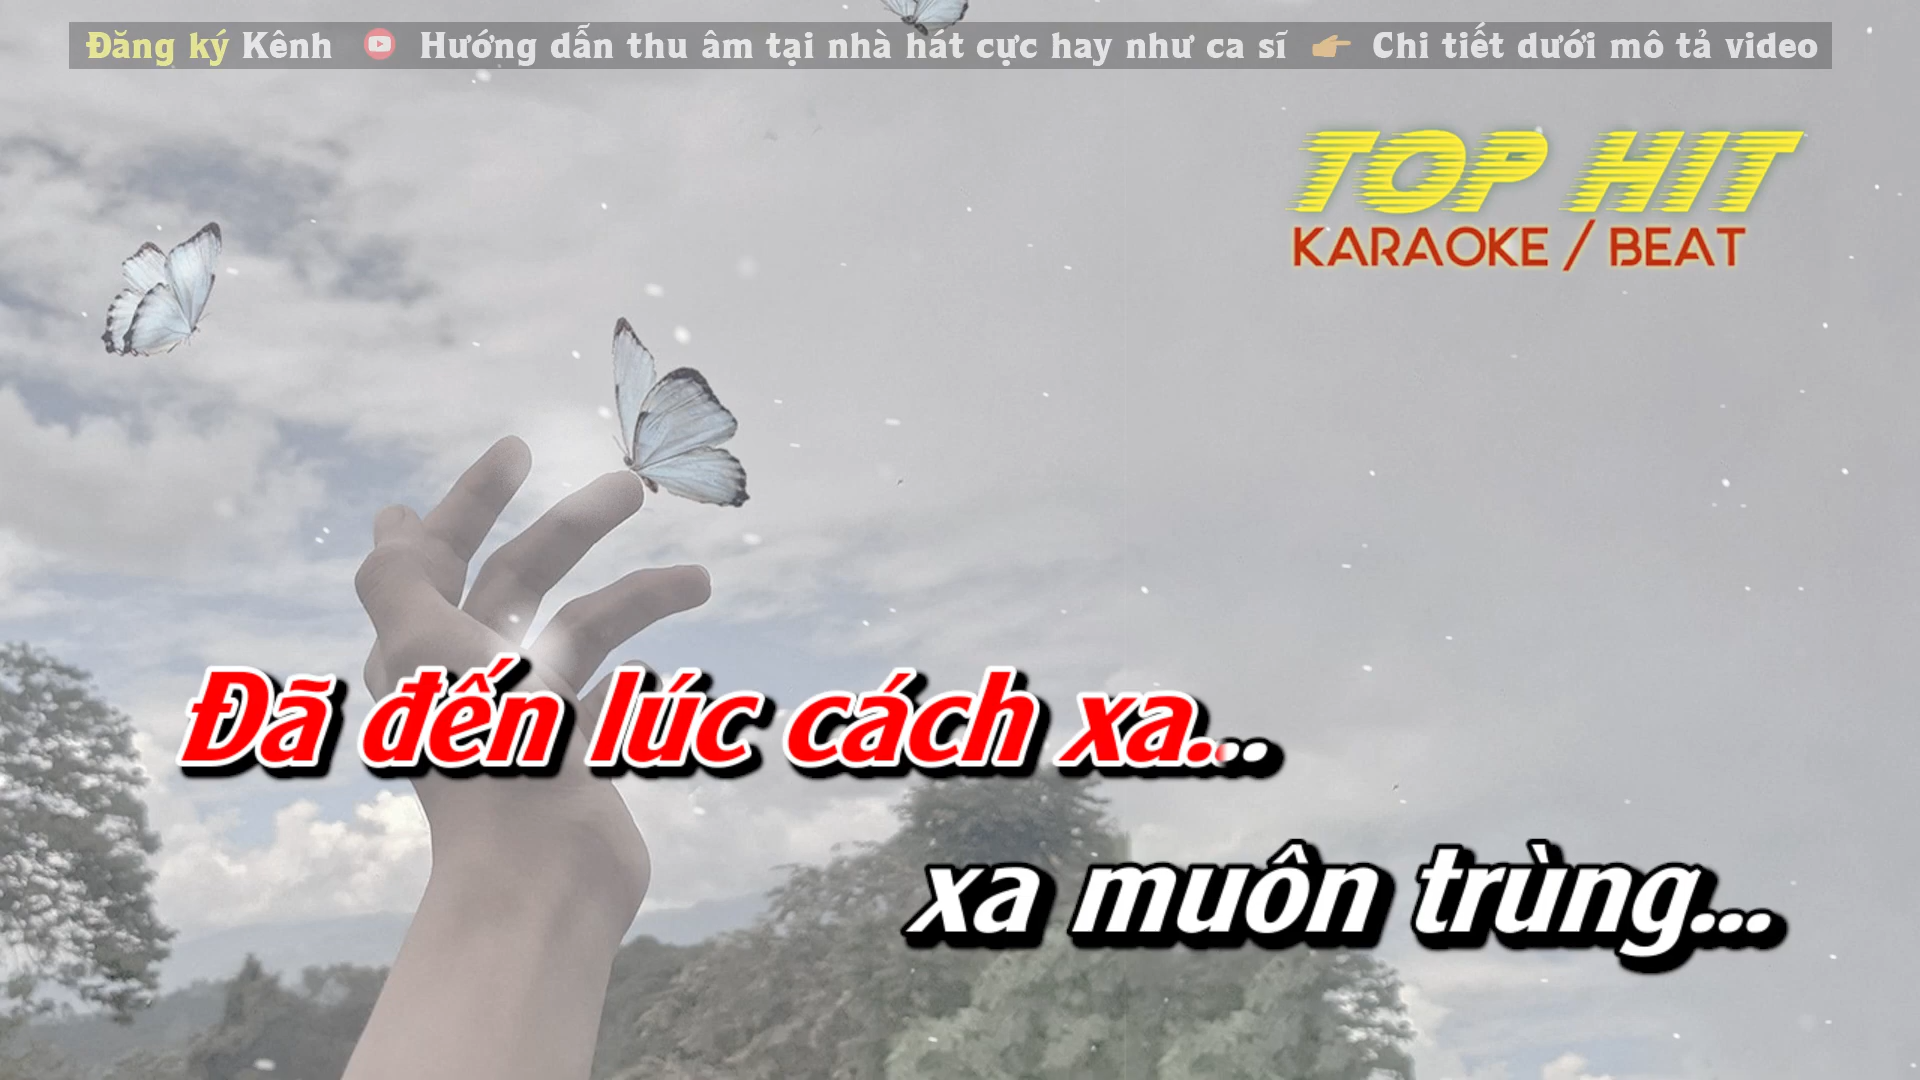 Đăng ký Kênh Hướng dẫn thu âm tại nhà hát cực hay như ca sĩ 👉 Chi tiết dưới mô tả video
TOP HIT
KARAOKE / BEAT
Đã đến lúc cách xa...
xa muôn trùng...